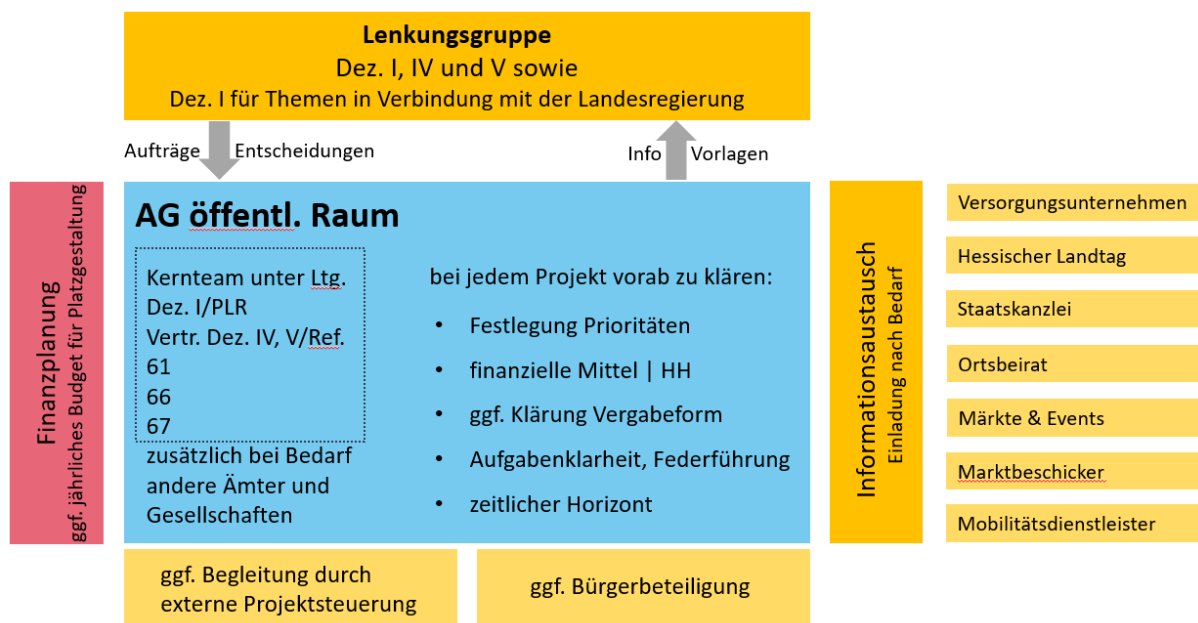 Lenkungsgruppe
Dez. I, IV und V sowie
Dez. I für Themen in Verbindung mit der Landesregierung
Aufträge
Entscheidungen
Info
Vorlagen
Finanzplanung
ggf. jährliches Budget für Platzgestaltung
AG öffentl. Raum
Kernteam unter Ltg.
Dez. I/PLR
Vertr. Dez. IV, V/Ref.
61
66
67
zusätzlich bei Bedarf
andere Ämter und
Gesellschaften
bei jedem Projekt vorab zu klären:
• Festlegung Prioritäten
• finanzielle Mittel | HH
• ggf. Klärung Vergabeform
• Aufgabenklarheit, Federführung
• zeitlicher Horizont
Informationsaustausch
Einladung nach Bedarf
Versorgungsunternehmen
Hessischer Landtag
Staatskanzlei
Ortsbeirat
Märkte & Events
Marktbeschicker
Mobilitätsdienstleister
ggf. Begleitung durch
externe Projektsteuerung
ggf. Bürgerbeteiligung